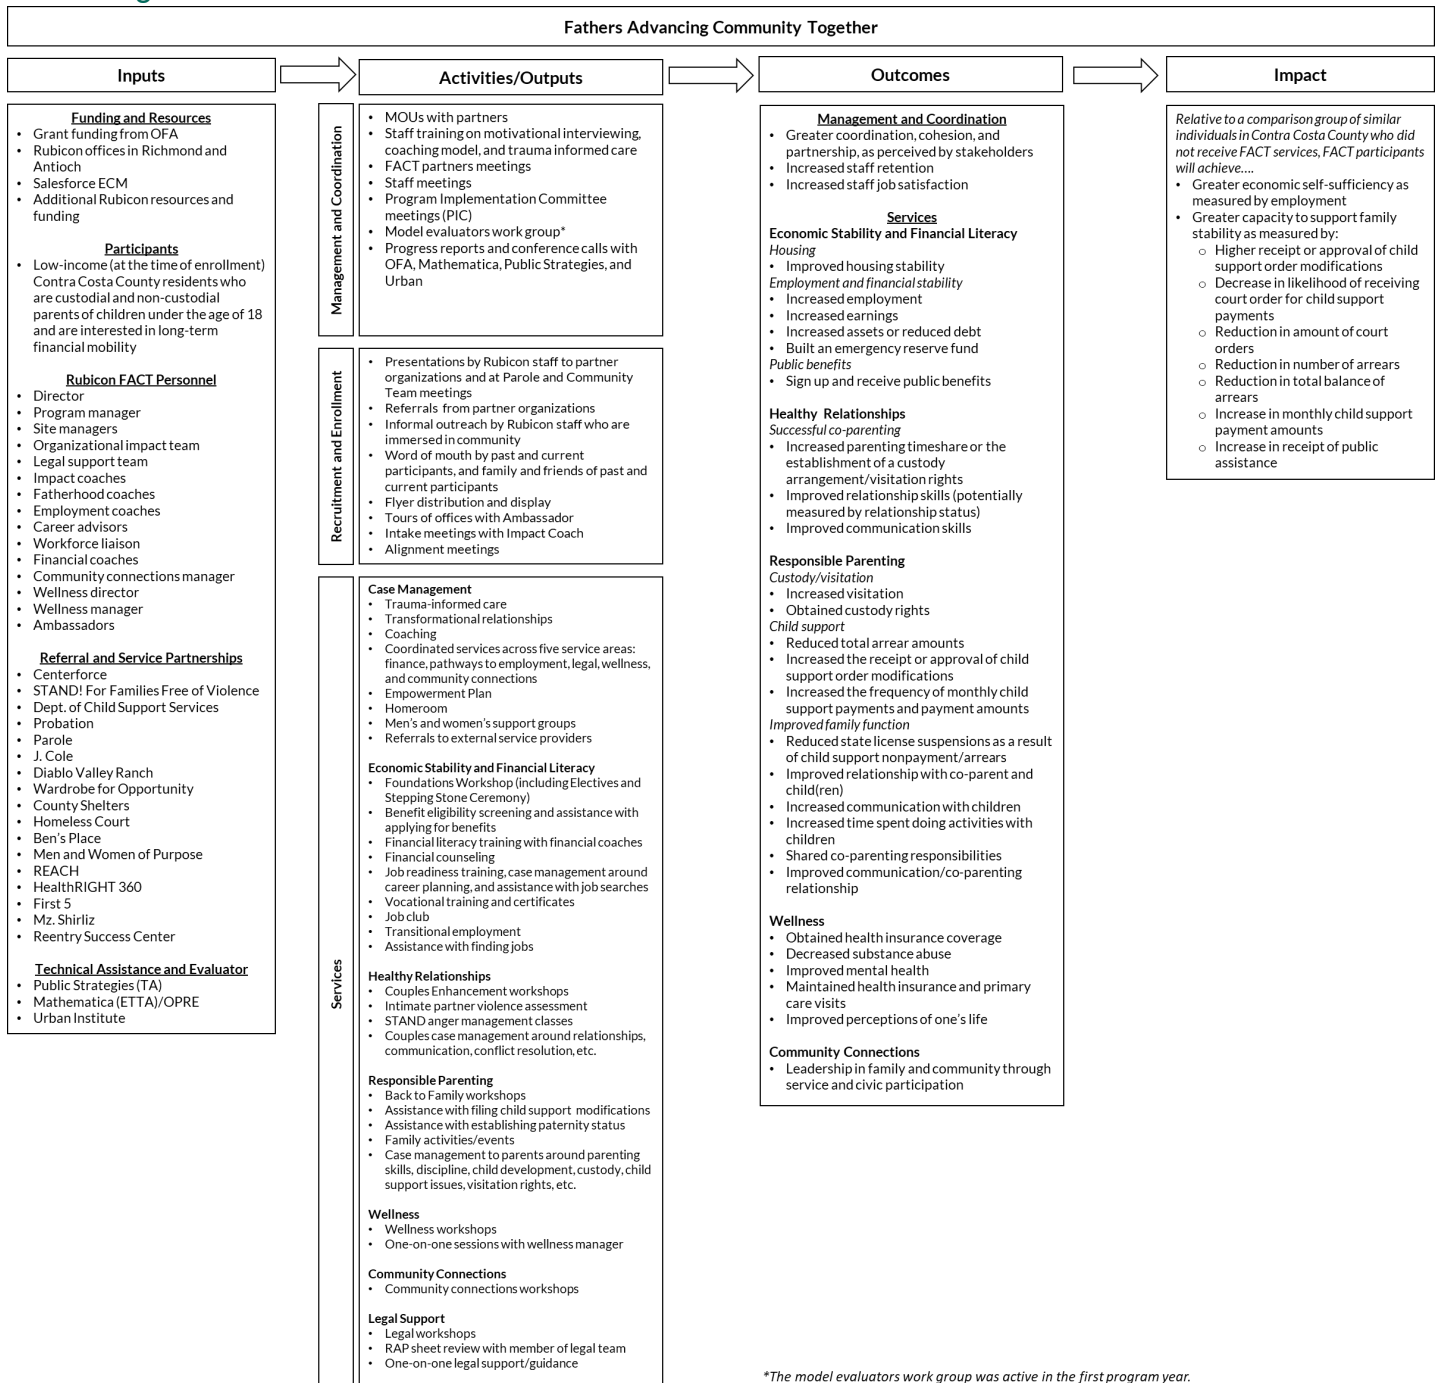 Fathers Advancing Community Together
Inputs
Activities/Outputs
Outcomes
Impact
Funding and Resources
• Grant funding from OFA
• Rubicon offices in Richmond and
Antioch
• Salesforce ECM
• Additional Rubicon resources and
funding
Participants
• Low-income (at the time of enrollment)
Contra Costa County residents who
are custodial and non-custodial
parents of children under the age of 18
and are interested in long-term
financial mobility
Rubicon FACT Personnel
• Director
• Program manager
• Site managers
• Organizational impact team
• Legal support team
• Impact coaches
• Fatherhood coaches
• Employment coaches
• Career advisors
• Workforce liaison
• Financial coaches
• Community connections manager
• Wellness director
• Wellness manager
• Ambassadors
Referral and Service Partnerships
• Centerforce
• STAND! For Families Free of Violence
• Dept. of Child Support Services
• Probation
• Parole
• J. Cole
• Diablo Valley Ranch
• Wardrobe for Opportunity
• County Shelters
• Homeless Court
• Ben's Place
• Men and Women of Purpose
• REACH
• HealthRIGHT 360
• First 5
• Mz. Shirliz
• Reentry Success Center
Technical Assistance and Evaluator
• Public Strategies (TA)
• Mathematica (ETTA)/OPRE
• Urban Institute
Management and Coordination
• MOUs with partners
• Staff training on motivational interviewing,
coaching model, and trauma informed care
• FACT partners meetings
• Staff meetings
• Program Implementation Committee
meetings (PIC)
• Model evaluators work group*
• Progress reports and conference calls with
OFA, Mathematica, Public Strategies, and
Urban
Recruitment and Enrollment
• Presentations by Rubicon staff to partner
organizations and at Parole and Community
Team meetings
• Referrals from partner organizations
• Informal outreach by Rubicon staff who are
immersed in community
• Word of mouth by past and current
participants, and family and friends of past and
current participants
• Flyer distribution and display
• Tours of offices with Ambassador
• Intake meetings with Impact Coach
• Alignment meetings
Services
Case Management
• Trauma-informed care
• Transformational relationships
• Coaching
• Coordinated services across five service areas:
finance, pathways to employment, legal, wellness,
and community connections
• Empowerment Plan
• Homeroom
• Men's and women's support groups
• Referrals to external service providers
Economic Stability and Financial Literacy
• Foundations Workshop (including Electives and
Stepping Stone Ceremony)
• Benefit eligibility screening and assistance with
applying for benefits
• Financial literacy training with financial coaches
• Financial counseling
• Job readiness training, case management around
career planning, and assistance with job searches
• Vocational training and certificates
• Job club
• Transitional employment
• Assistance with finding jobs
Healthy Relationships
• Couples Enhancement workshops
• Intimate partner violence assessment
• STAND anger management classes
• Couples case management around relationships,
communication, conflict resolution, etc.
Responsible Parenting
• Back to Family workshops
• Assistance with filing child support modifications
• Assistance with establishing paternity status
• Family activities/events
• Case management to parents around parenting
skills, discipline, child development, custody, child
support issues, visitation rights, etc.
Wellness
• Wellness workshops
• One-on-one sessions with wellness manager
Community Connections
• Community connections workshops
Legal Support
• Legal workshops
• RAP sheet review with member of legal team
• One-on-one legal support/guidance
Management and Coordination
• Greater coordination, cohesion, and
partnership, as perceived by stakeholders
• Increased staff retention
• Increased staff job satisfaction
Services
Economic Stability and Financial Literacy
Housing
• Improved housing stability
Employment and financial stability
• Increased employment
• Increased earnings
• Increased assets or reduced debt
• Built an emergency reserve fund
Public benefits
• Sign up and receive public benefits
Healthy Relationships
Successful co-parenting
• Increased parenting timeshare or the
establishment of a custody
arrangement/visitation rights
• Improved relationship skills (potentially
measured by relationship status)
• Improved communication skills
Responsible Parenting
Custody/visitation
• Increased visitation
• Obtained custody rights
Child support
• Reduced total arrear amounts
• Increased the receipt or approval of child
support order modifications
• Increased the frequency of monthly child
support payments and payment amounts
Improved family function
• Reduced state license suspensions as a result
of child support nonpayment/arrears
• Improved relationship with co-parent and
child(ren)
• Increased communication with children
• Increased time spent doing activities with
children
• Shared co-parenting responsibilities
• Improved communication/co-parenting
relationship
Wellness
• Obtained health insurance coverage
• Decreased substance abuse
• Improved mental health
• Maintained health insurance and primary
care visits
• Improved perceptions of one's life
Community Connections
• Leadership in family and community through
service and civic participation
Relative to a comparison group of similar
individuals in Contra Costa County who did
not receive FACT services, FACT participants
will achieve....
• Greater economic self-sufficiency as
measured by employment
• Greater capacity to support family
stability as measured by:
o Higher receipt or approval of child
support order modifications
o Decrease in likelihood of receiving
court order for child support
payments
o Reduction in amount of court
orders
o Reduction in number of arrears
o Reduction in total balance of
arrears
o Increase in monthly child support
payment amounts
o Increase in receipt of public
assistance
*The model evaluators work group was active in the first program year.